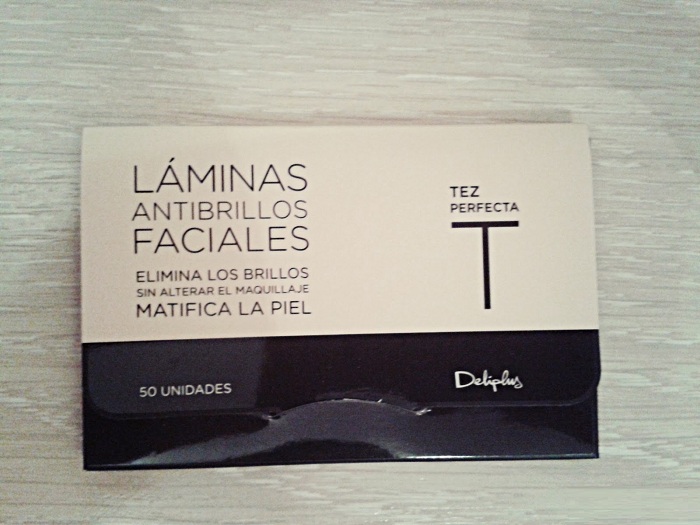 LÁMINAS
ANTIBRILLOS
FACIALES
ELIMINA LOS BRILLOS
SIN ALTERAR EL MAQUILLAJE
MATIFICA LA PIEL
TEZ
PERFECTA
T
50 UNIDADES
Deliplus